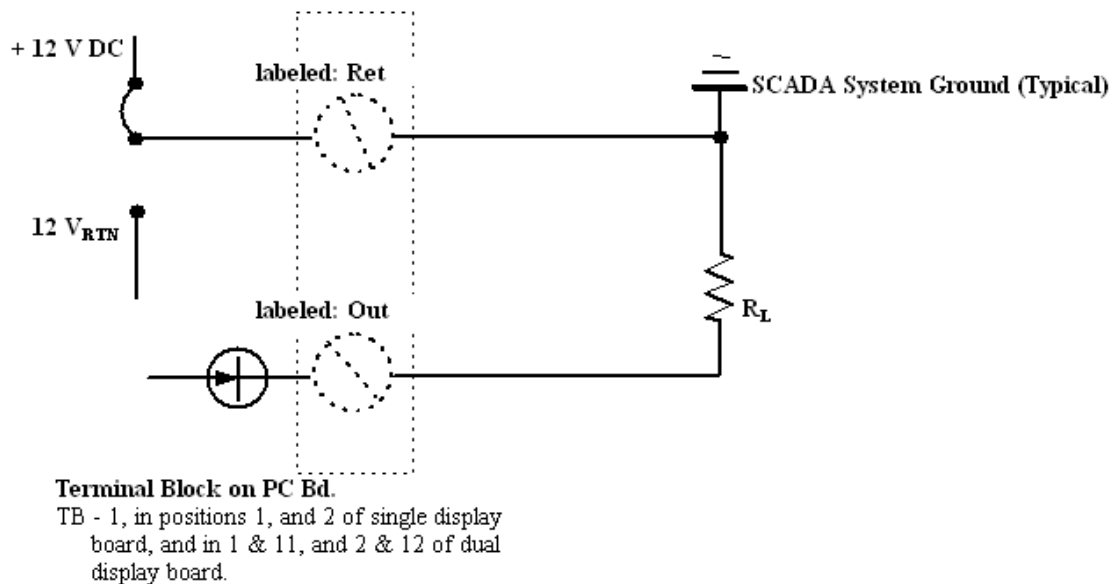 + 12 V DC
labeled: Ret
SCADA System Ground (Typical)
12 VRTN
labeled: Out
RL
Terminal Block on PC Bd.
TB - 1, in positions 1, and 2 of single display
board, and in 1 & 11, and 2 & 12 of dual
display board.